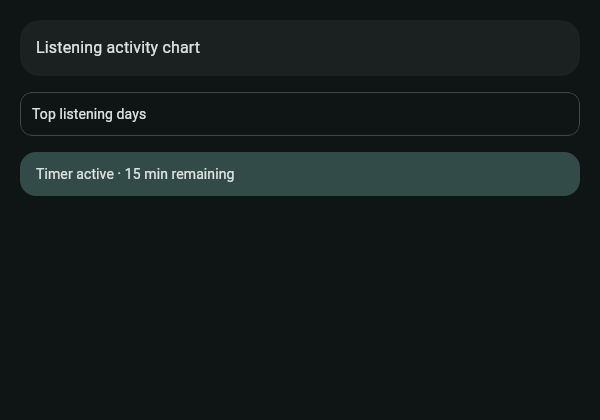 Listening activity chart
Top listening days
Timer active · 15 min remaining